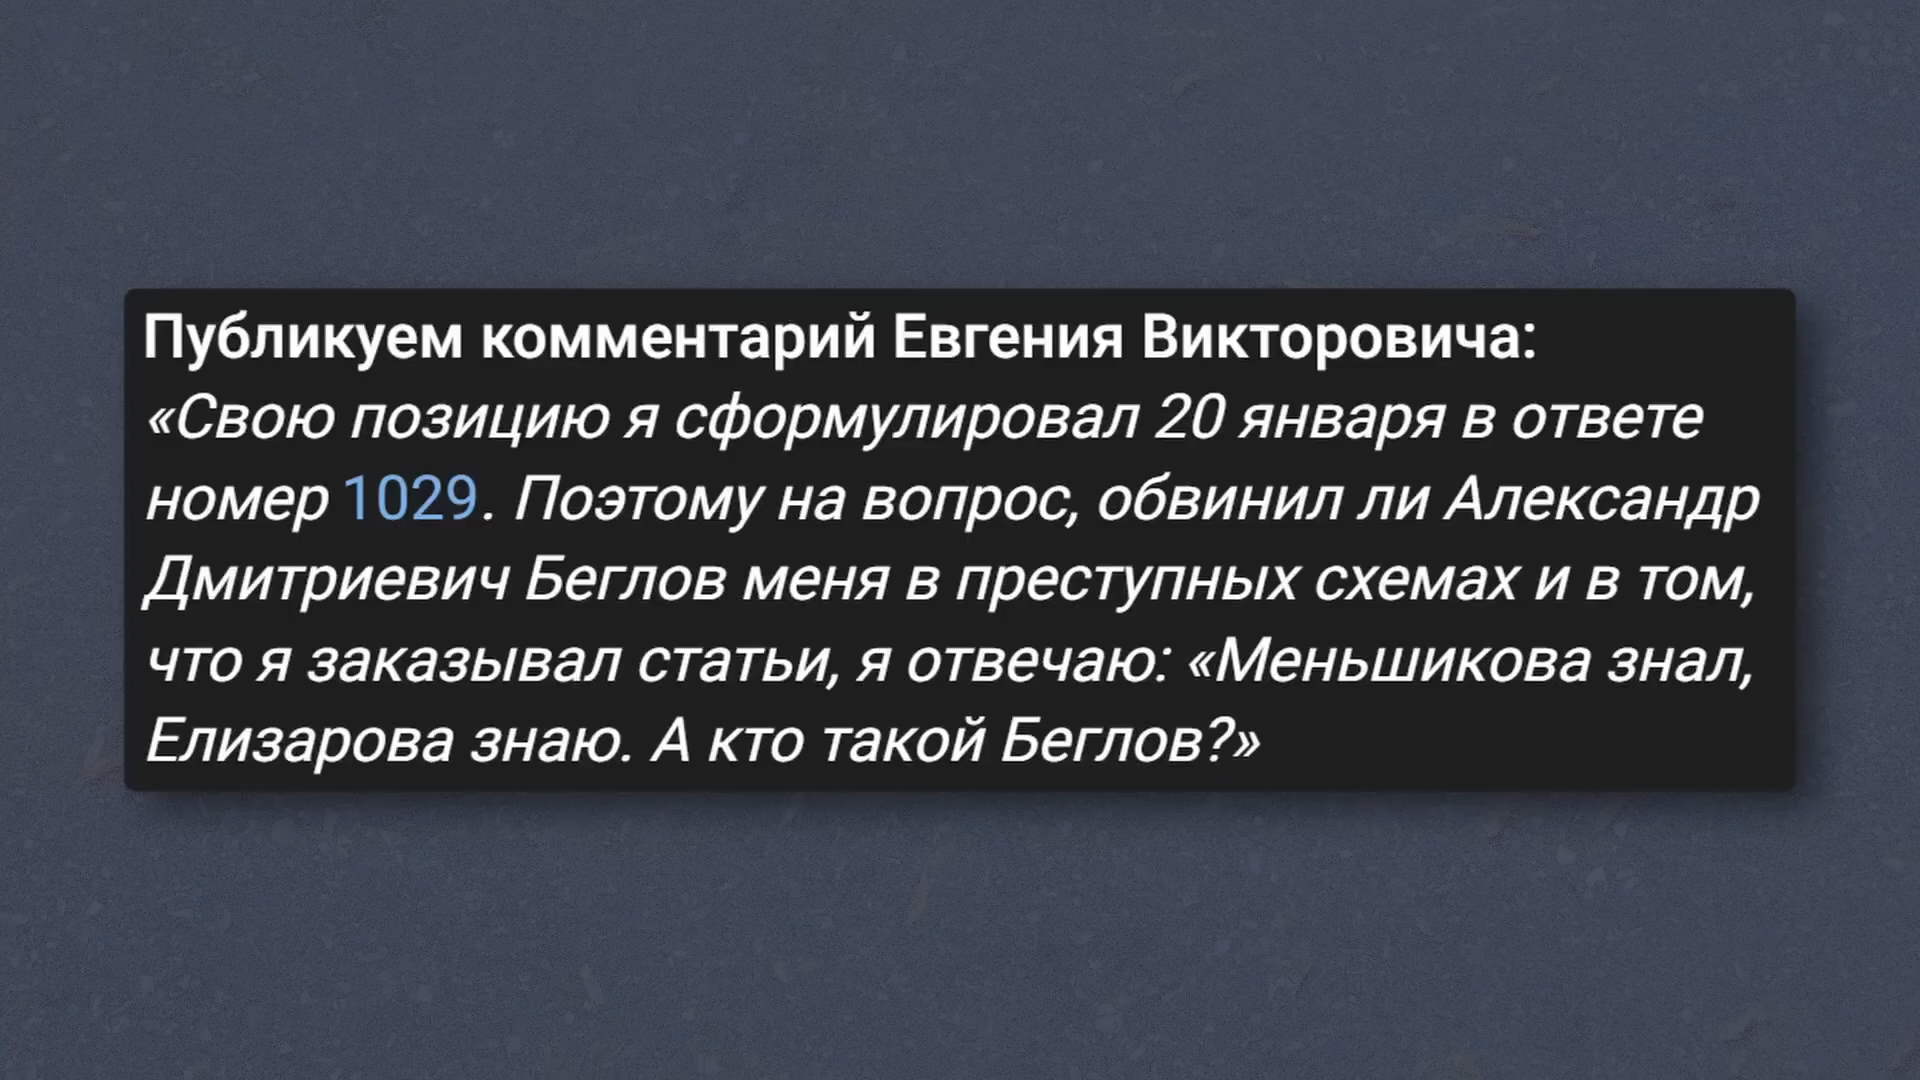 Публикуем комментарий Евгения Викторовича:
«Свою позицию я сформулировал 20 января в ответе
номер 1029. Поэтому на вопрос, обвинил ли Александр
Дмитриевич Беглов меня в преступных схемах и в том,
что я заказывал статьи, я отвечаю: «Меньшикова знал,
Елизарова знаю. А кто такой Беглов?»